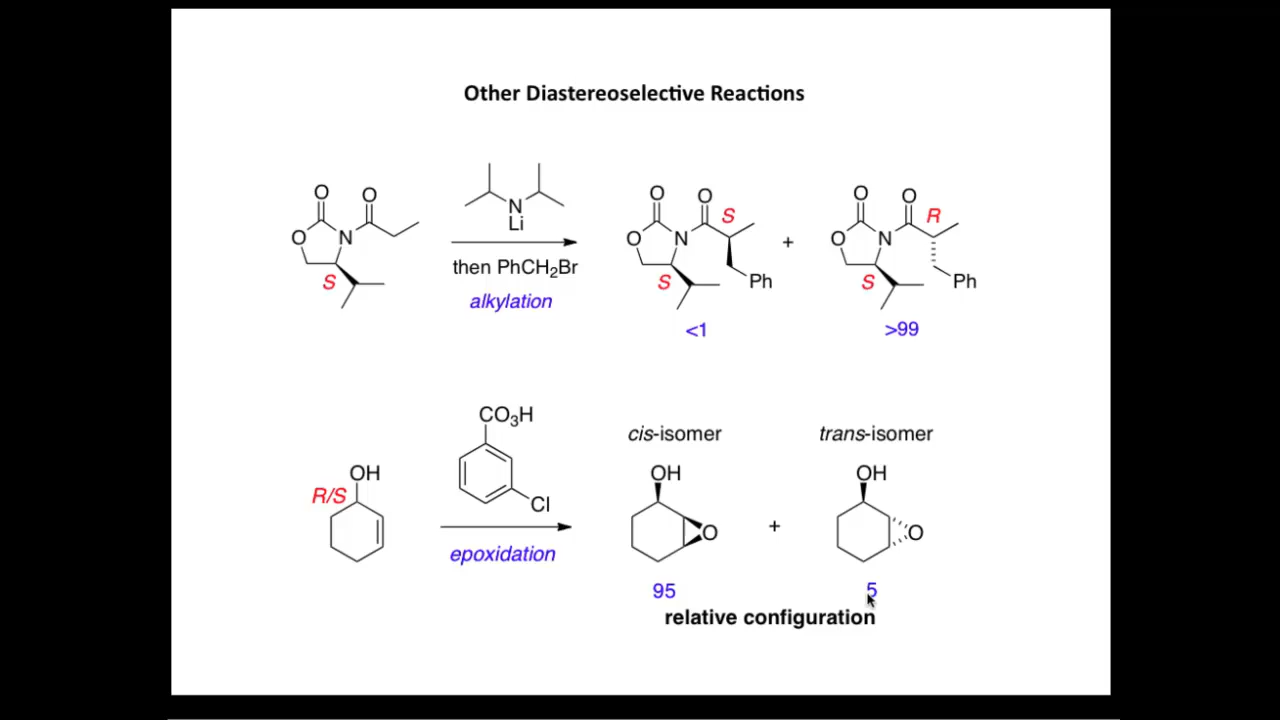 Other Diastereoselective Reactions
O O O N S
N Li
then PhCH2Br
alkylation
O O O N S S Ph
<1
+
O O O N R S Ph
>99
OH R/S
CO3H Cl
epoxidation
cis-isomer
OH O
95
+
trans-isomer
OH O
5
relative configuration